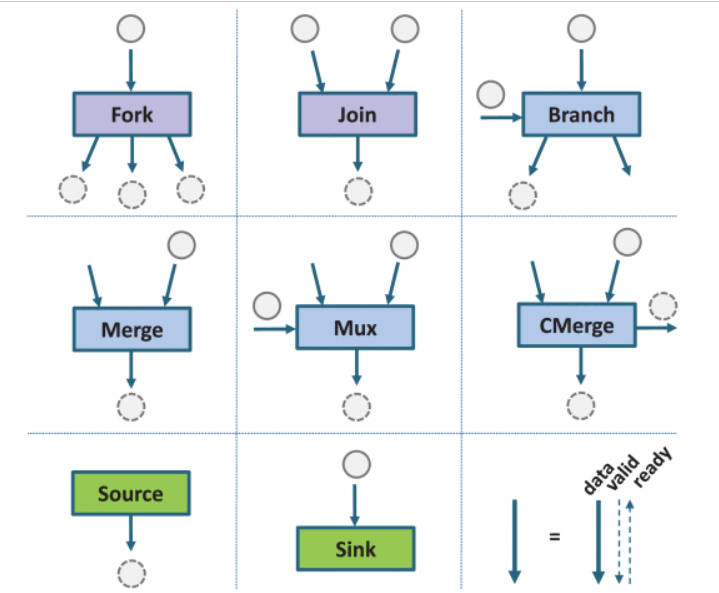 Fork
Join
Branch
Merge
Mux
CMerge
Source
Sink
=
data
valid
ready